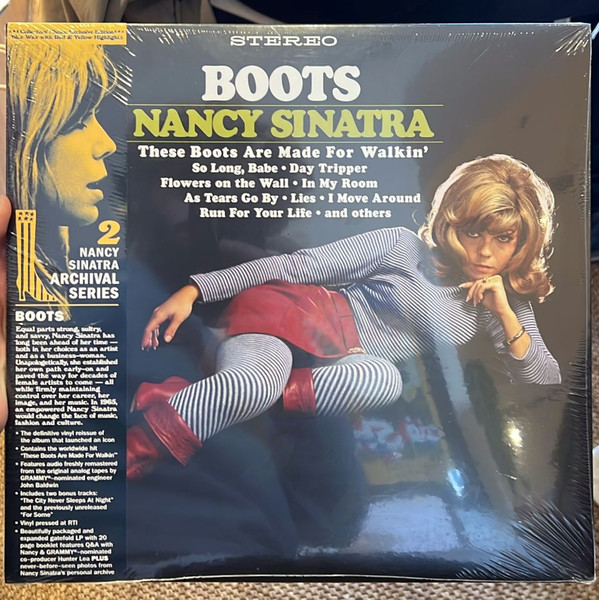 Collector's Series Exclusive Edition
with Red & Yellow Highlights
STEREO
BOOTS
NANCY SINATRA
These Boots Are Made For Walkin'
So Long, Babe • Day Tripper
Flowers on the Wall • In My Room
As Tears Go By • Lies • I Move Around
Run For Your Life • and others
2
NANCY
SINATRA
ARCHIVAL
SERIES
BOOTS
Equal parts strong, sultry,
and savvy, Nancy Sinatra has
long been ahead of her time —
both in her choices as an artist
and as a business-woman.
Unapologetically, she established
her own path early-on and
paved the way for decades of
female artists to come — all
while firmly maintaining
control over her career, her
image, and her music. In 1965,
an empowered Nancy Sinatra
would change the face of music,
fashion and culture.
• The definitive vinyl reissue of
the album that launched an icon
• Contains the worldwide hit
"These Boots Are Made For Walkin'"
• Features audio freshly remastered
from the original analog tapes by
GRAMMY®-nominated engineer
John Baldwin
• Includes two bonus tracks:
"The City Never Sleeps At Night"
and the previously unreleased
"For Some"
• Vinyl pressed at RTI
• Beautifully packaged and
expanded gatefold LP with 20
page booklet features Q&A with
Nancy & GRAMMY®-nominated
co-producer Hunter Lea PLUS
never-before-seen photos from
Nancy Sinatra's personal archive